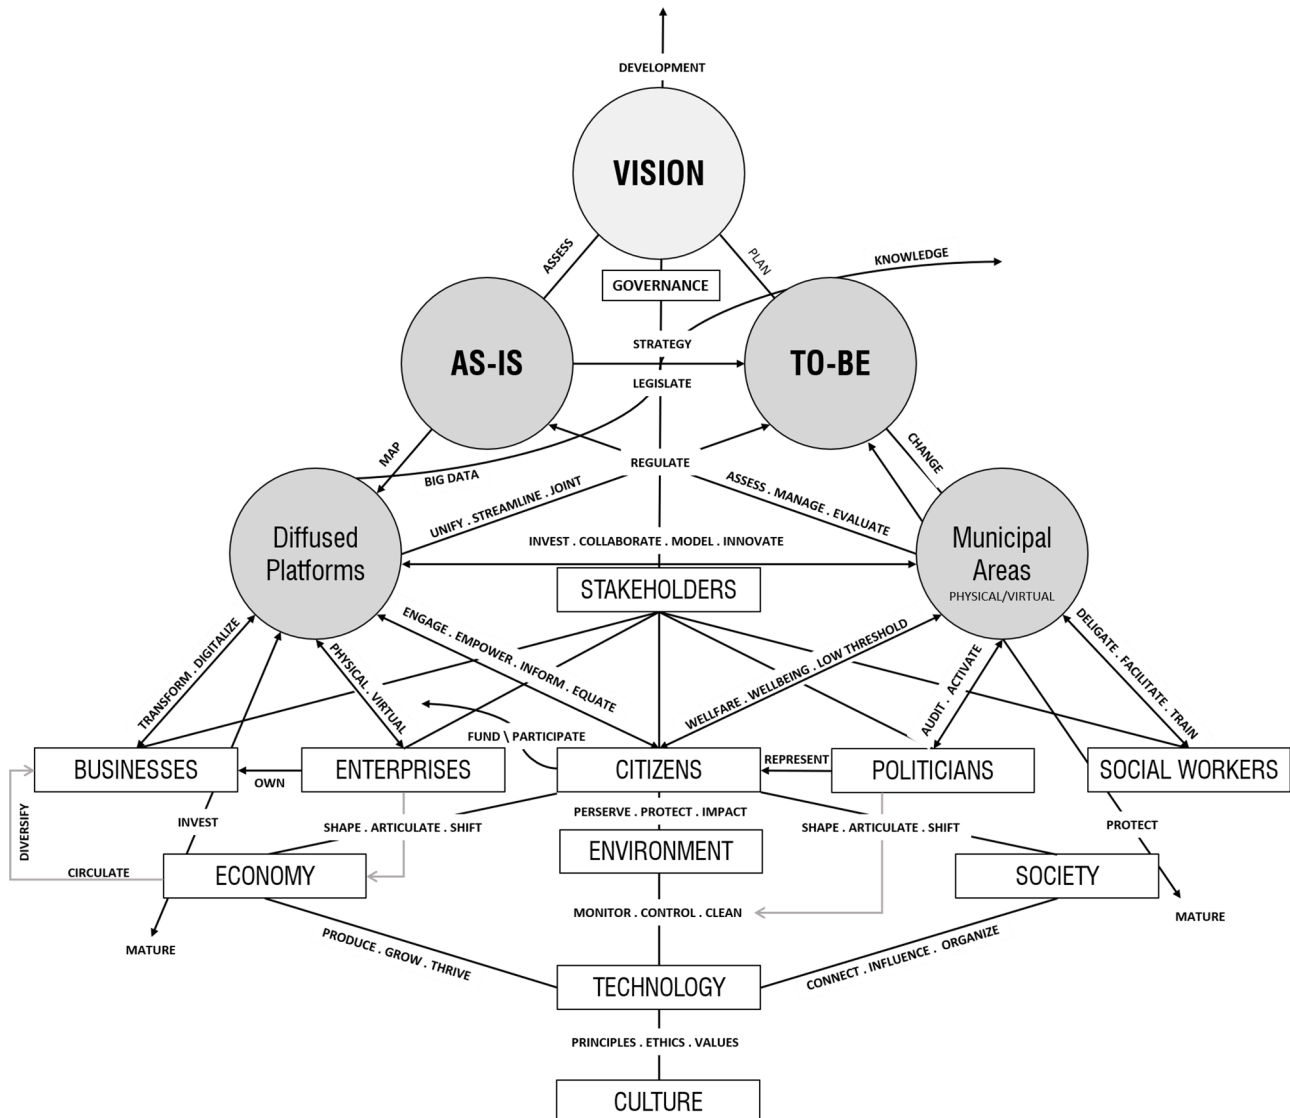 DEVELOPMENT
VISION
ASSESS
PLAN
KNOWLEDGE
GOVERNANCE
AS-IS
STRATEGY
TO-BE
LEGISLATE
MAP
BIG DATA
REGULATE
CHANGE
UNIFY . STREAMLINE . JOINT
ASSESS . MANAGE . EVALUATE
Diffused
Platforms
INVEST . COLLABORATE . MODEL . INNOVATE
Municipal
Areas
PHYSICAL/VIRTUAL
STAKEHOLDERS
TRANSFORM . DIGITALIZE
PHYSICAL . VIRTUAL
ENGAGE . EMPOWER . INFORM . EQUATE
WELLFARE . WELLBEING . LOW THRESHOLD
AUDIT . ACTIVATE
DELIGATE . FACILITATE . TRAIN
FUND \ PARTICIPATE
BUSINESSES
OWN
ENTERPRISES
CITIZENS
REPRESENT
POLITICIANS
SOCIAL WORKERS
DIVERSIFY
INVEST
SHAPE . ARTICULATE . SHIFT
PERSERVE . PROTECT . IMPACT
SHAPE . ARTICULATE . SHIFT
PROTECT
CIRCULATE
ECONOMY
ENVIRONMENT
SOCIETY
MATURE
MONITOR . CONTROL . CLEAN
MATURE
PRODUCE . GROW . THRIVE
CONNECT . INFLUENCE . ORGANIZE
TECHNOLOGY
PRINCIPLES . ETHICS . VALUES
CULTURE